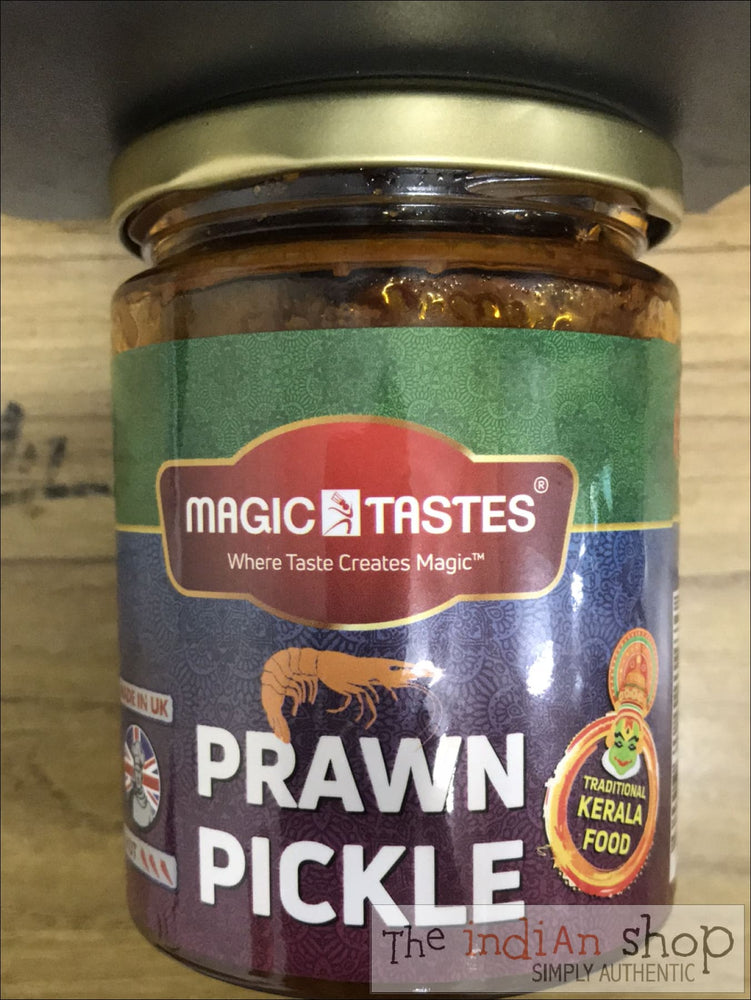 MAGIC TASTES®
Where Taste Creates Magic™
MADE IN UK
PRAWN
PICKLE
TRADITIONAL
KERALA
FOOD
The indiAn shop
SIMPLY AUTHENTIC